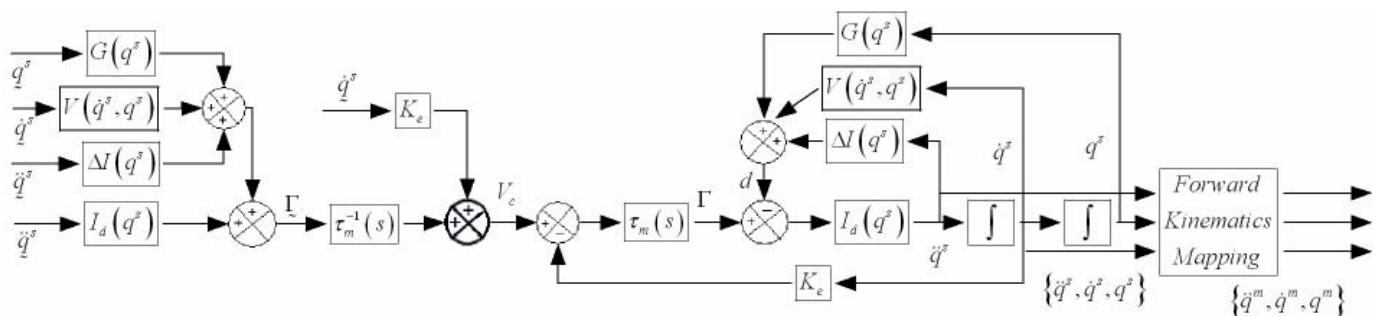 G(q^s)
q^s
V(q̇^s, q^s)
q̇^s
ΔI(q^s)
q̈^s
I_d(q^s)
q̈^s
+ + +
+ +
Γ
τ_m^{-1}(s)
q̇^s
K_e
+ +
V_c
+ −
τ_m(s)
Γ
+ −
d
+ +
G(q^s)
V(q̇^s, q^s)
ΔI(q^s)
I_d(q^s)
q̈^s
∫
q̇^s
∫
q^s
K_e
Forward
Kinematics
Mapping
{q̈^s, q̇^s, q^s}
{q̈^m, q̇^m, q^m}